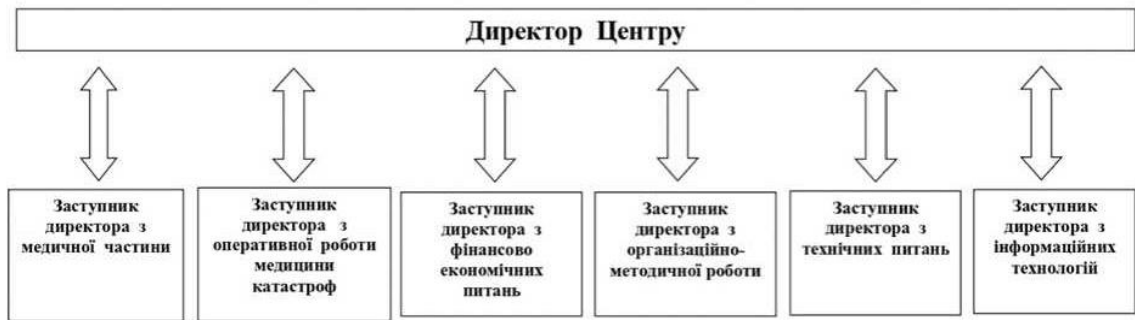 Директор Центру
Заступник
директора з
медичної частини
Заступник
директора з
оперативної роботи
медицини
катастроф
Заступник
директора з
фінансово
економічних
питань
Заступник
директора з
організаційно-
методичної роботи
Заступник
директора з
технічних питань
Заступник
директора з
інформаційних
технологій